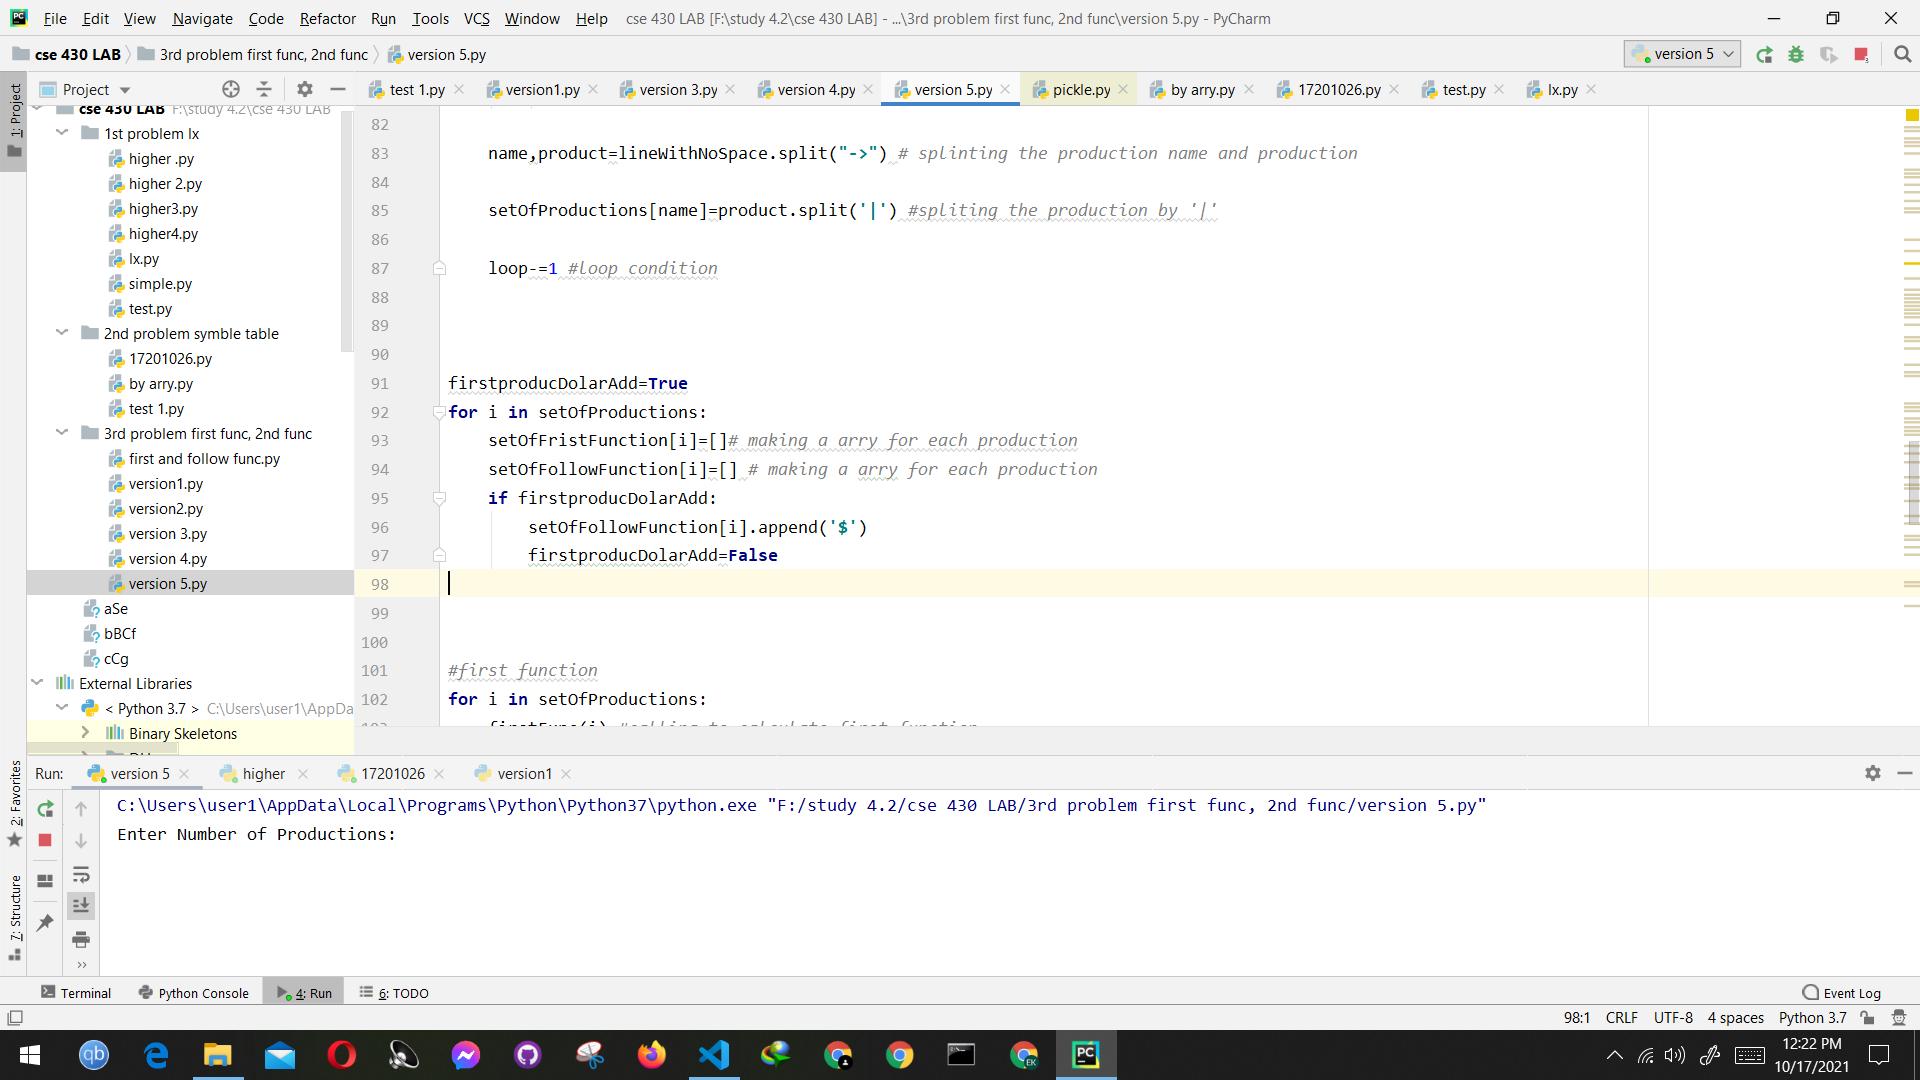 File Edit View Navigate Code Refactor Run Tools VCS Window Help cse 430 LAB [F:\study 4.2\cse 430 LAB] - ...\3rd problem first func, 2nd func\version 5.py - PyCharm
cse 430 LAB 3rd problem first func, 2nd func version 5.py version 5
1: Project
Project
test 1.py version1.py version 3.py version 4.py version 5.py pickle.py by arry.py 17201026.py test.py lx.py
cse 430 LAB F:\study 4.2\cse 430 LAB
1st problem lx
higher .py
higher 2.py
higher3.py
higher4.py
lx.py
simple.py
test.py
2nd problem symble table
17201026.py
by arry.py
test 1.py
3rd problem first func, 2nd func
first and follow func.py
version1.py
version2.py
version 3.py
version 4.py
version 5.py
aSe
bBCf
cCg
External Libraries
< Python 3.7 > C:\Users\user1\AppDa
Binary Skeletons
82
83 name,product=lineWithNoSpace.split("->") # splinting the production name and production
84
85 setOfProductions[name]=product.split('|') #spliting the production by '|'
86
87 loop-=1 #loop condition
88
89
90
91 firstproducDolarAdd=True
92 for i in setOfProductions:
93 setOfFristFunction[i]=[]# making a arry for each production
94 setOfFollowFunction[i]=[] # making a arry for each production
95 if firstproducDolarAdd:
96 setOfFollowFunction[i].append('$')
97 firstproducDolarAdd=False
98
99
100
101 #first function
102 for i in setOfProductions:
2: Favorites
7: Structure
Run: version 5 higher 17201026 version1
C:\Users\user1\AppData\Local\Programs\Python\Python37\python.exe "F:/study 4.2/cse 430 LAB/3rd problem first func, 2nd func/version 5.py"
Enter Number of Productions:
Terminal Python Console 4: Run 6: TODO Event Log
98:1 CRLF UTF-8 4 spaces Python 3.7
12:22 PM
10/17/2021